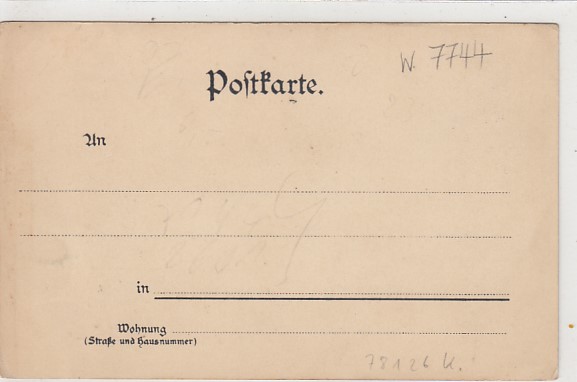 W. 7744
Postkarte.
An
in
Wohnung
(Straße und Hausnummer)
78126 K.